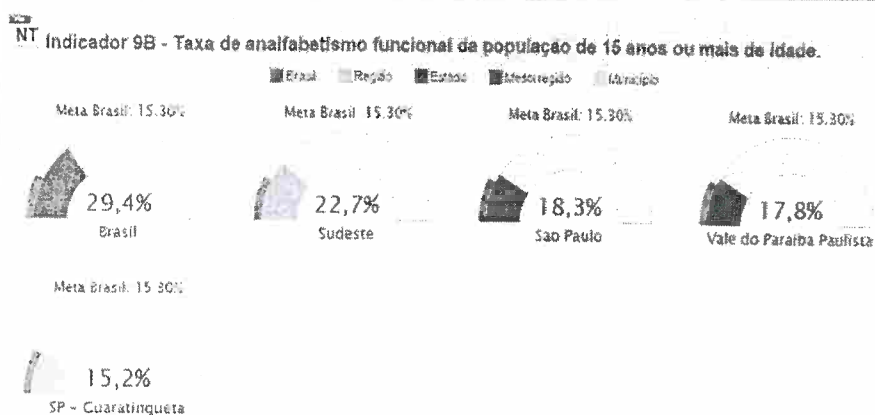 NT Indicador 9B - Taxa de analfabetismo funcional da população de 15 anos ou mais de idade.
Brasil Região Estado Mesorregião Município
Meta Brasil: 15.30% Meta Brasil: 15.30% Meta Brasil: 15.30% Meta Brasil: 15.30%
29,4% 22,7% 18,3% 17,8%
Brasil Sudeste Sao Paulo Vale do Paraíba Paulista
Meta Brasil: 15.30%
15,2%
SP - Guaratinqueta